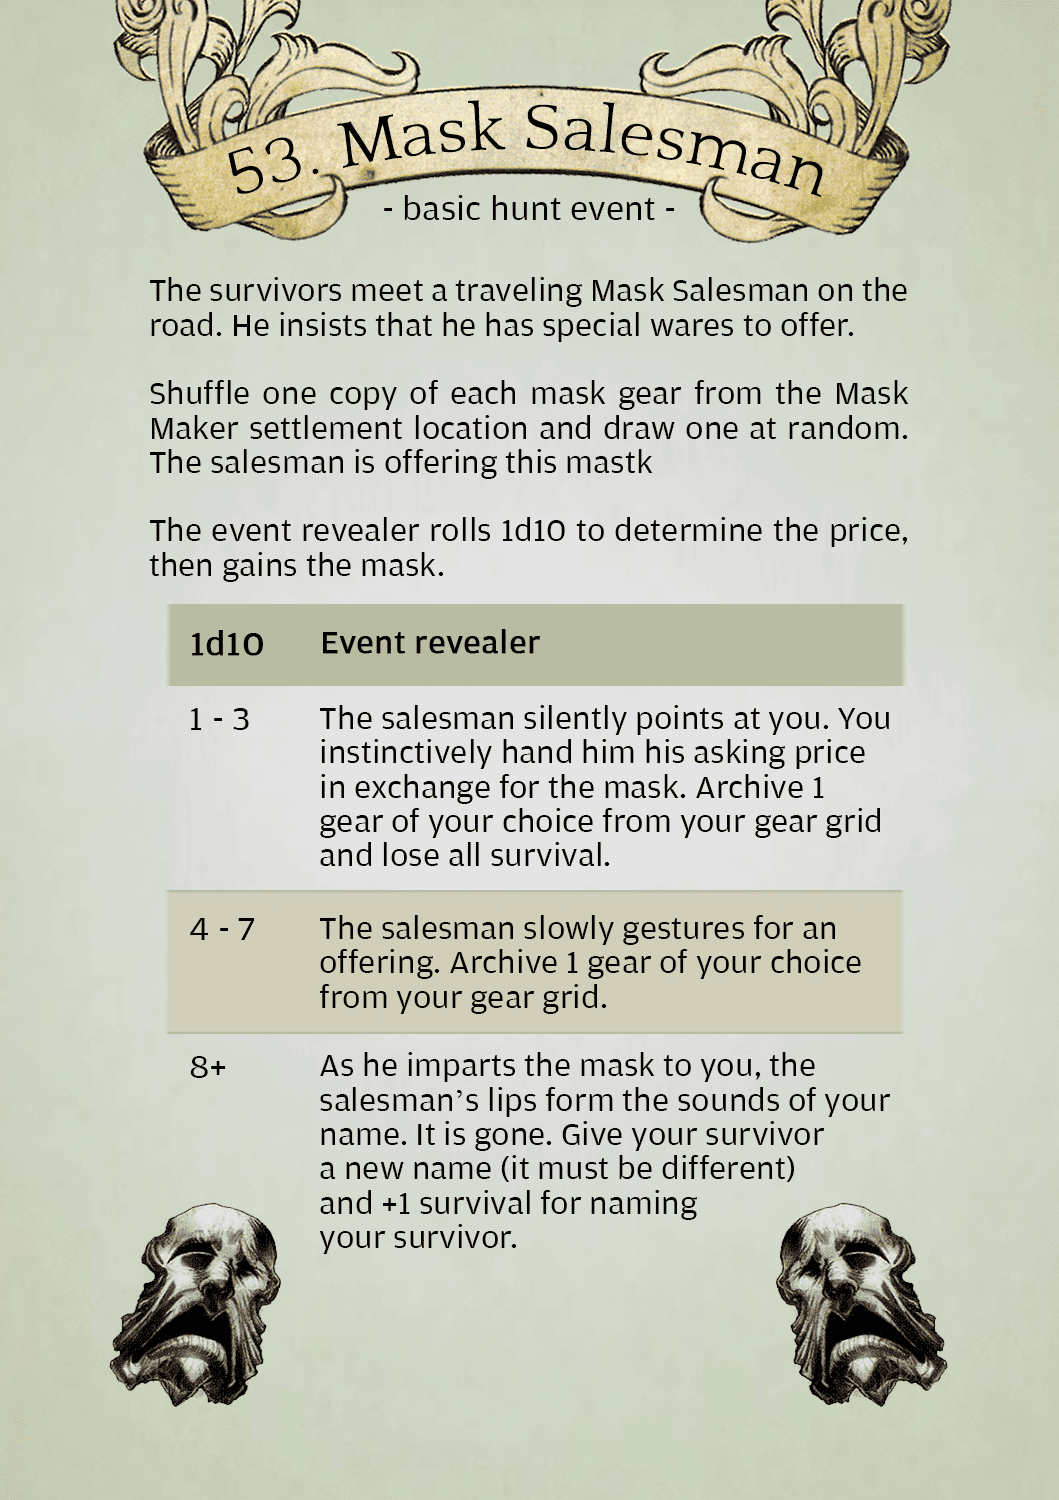 53. Mask Salesman
- basic hunt event -
The survivors meet a traveling Mask Salesman on the
road. He insists that he has special wares to offer.
Shuffle one copy of each mask gear from the Mask
Maker settlement location and draw one at random.
The salesman is offering this mastk
The event revealer rolls 1d10 to determine the price,
then gains the mask.
1d10 Event revealer
1 - 3 The salesman silently points at you. You
instinctively hand him his asking price
in exchange for the mask. Archive 1
gear of your choice from your gear grid
and lose all survival.
4 - 7 The salesman slowly gestures for an
offering. Archive 1 gear of your choice
from your gear grid.
8+ As he imparts the mask to you, the
salesman’s lips form the sounds of your
name. It is gone. Give your survivor
a new name (it must be different)
and +1 survival for naming
your survivor.